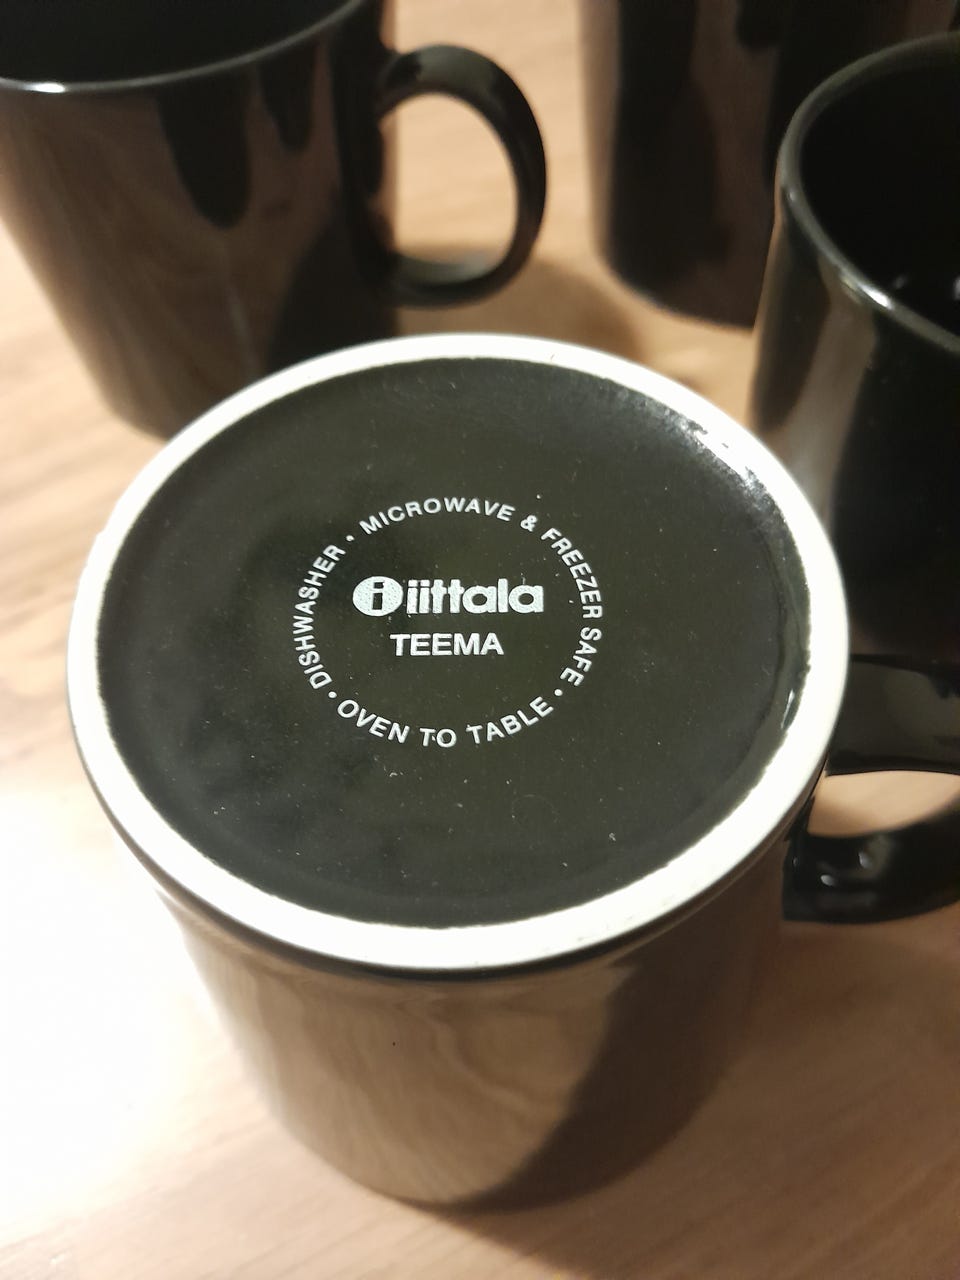 DISHWASHER • MICROWAVE & FREEZER SAFE • OVEN TO TABLE •
i iittala
TEEMA